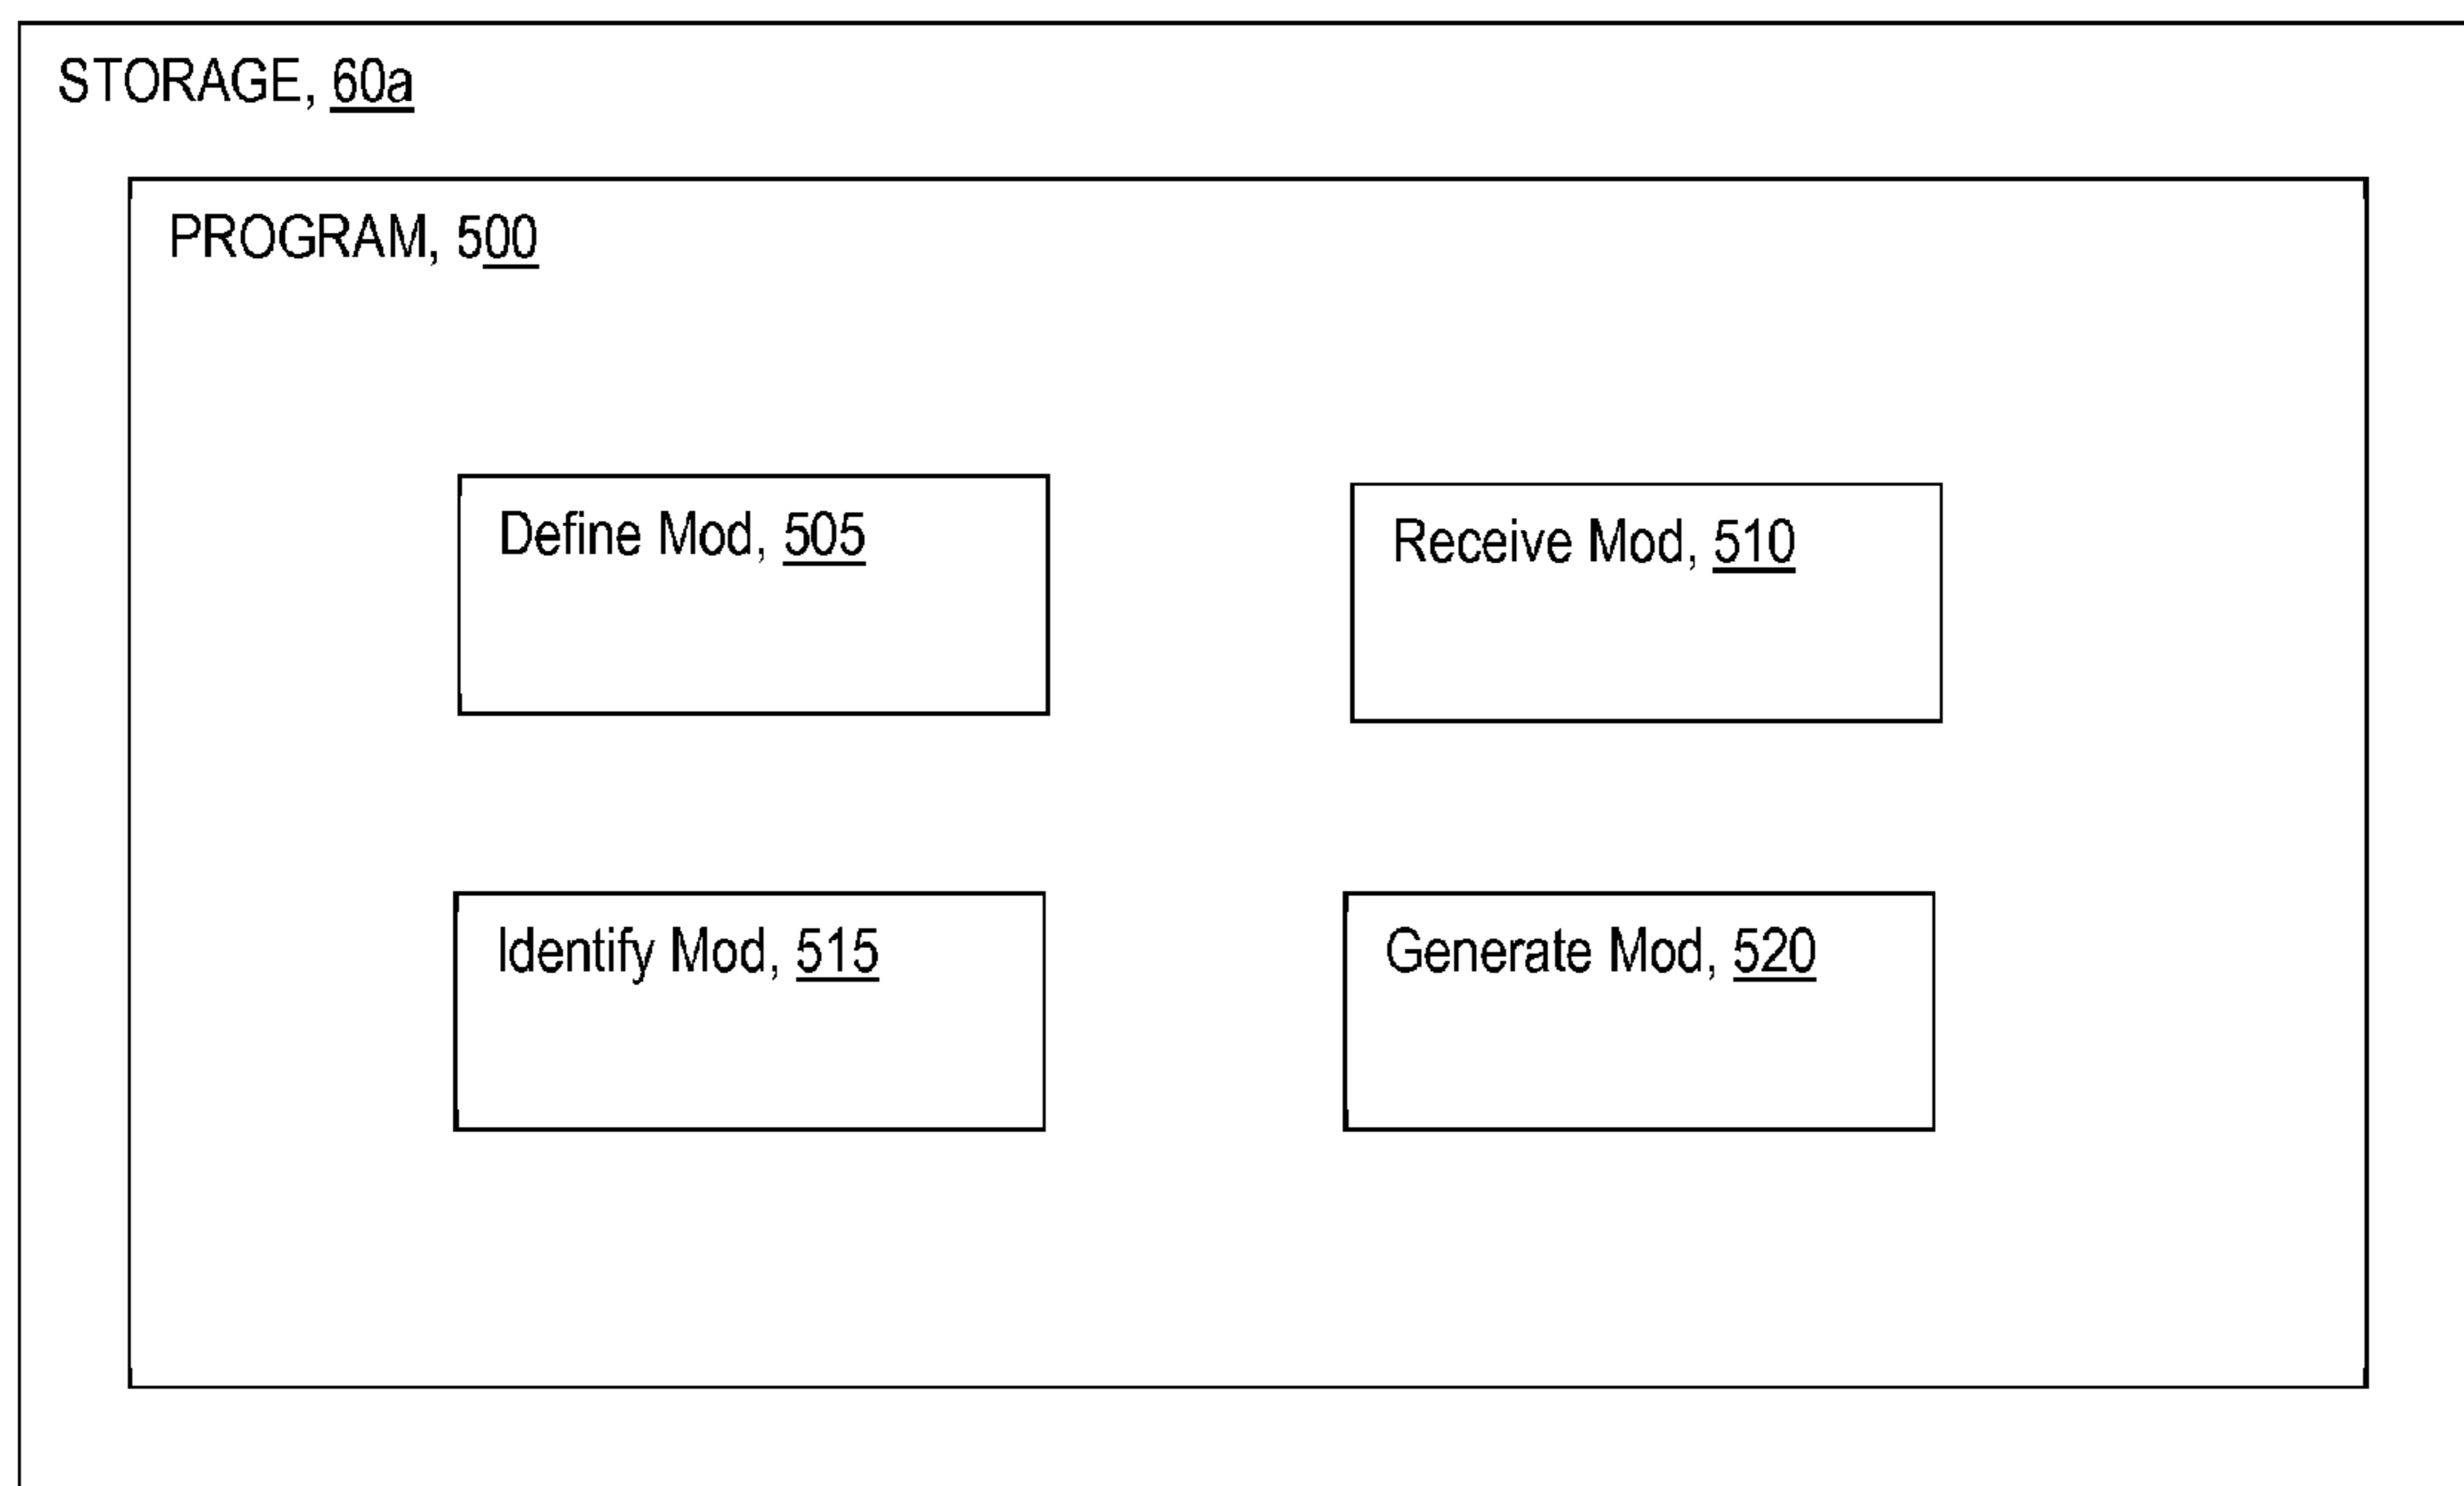 STORAGE, 60a
PROGRAM, 500
Define Mod, 505
Receive Mod, 510
Identify Mod, 515
Generate Mod, 520